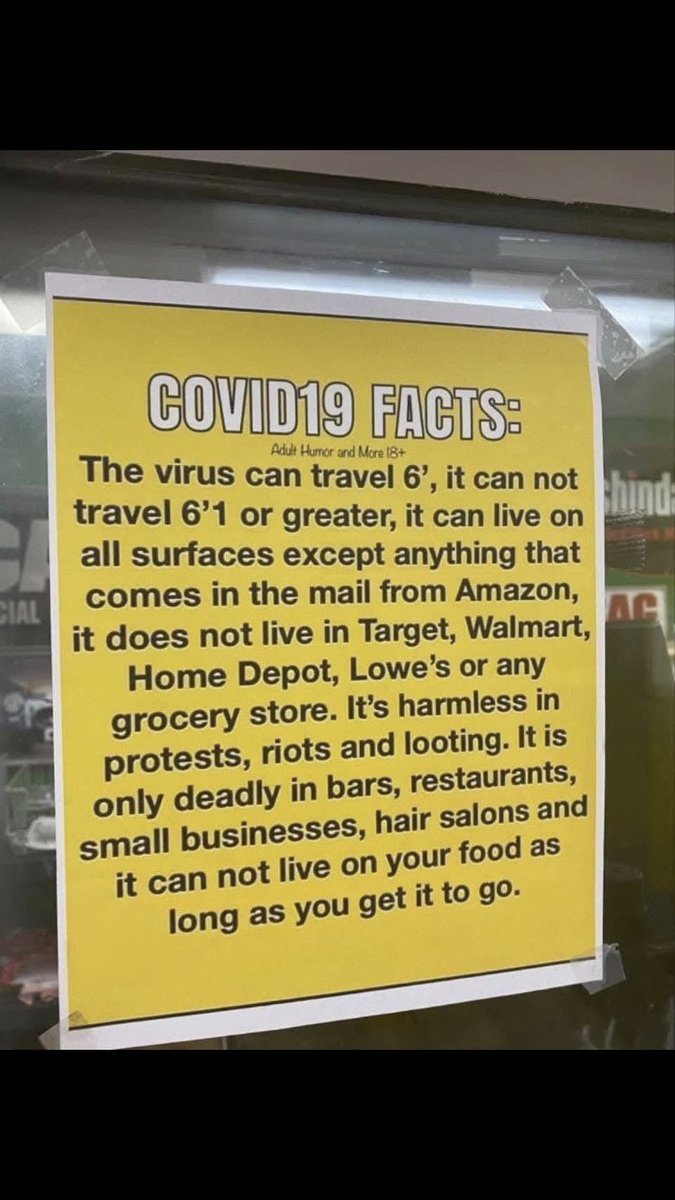 COVID19 FACTS:
Adult Humor and More 18+
The virus can travel 6', it can not
travel 6'1 or greater, it can live on
all surfaces except anything that
comes in the mail from Amazon,
it does not live in Target, Walmart,
Home Depot, Lowe's or any
grocery store. It's harmless in
protests, riots and looting. It is
only deadly in bars, restaurants,
small businesses, hair salons and
it can not live on your food as
long as you get it to go.